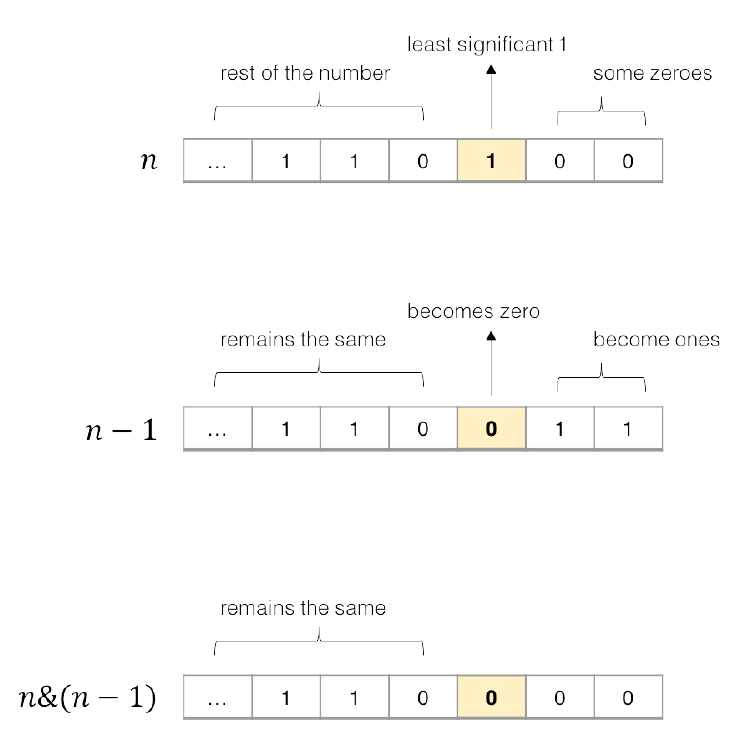 least significant 1
rest of the number
some zeroes
n ... 1 1 0 1 0 0
becomes zero
remains the same
become ones
n − 1 ... 1 1 0 0 1 1
remains the same
n&(n − 1) ... 1 1 0 0 0 0